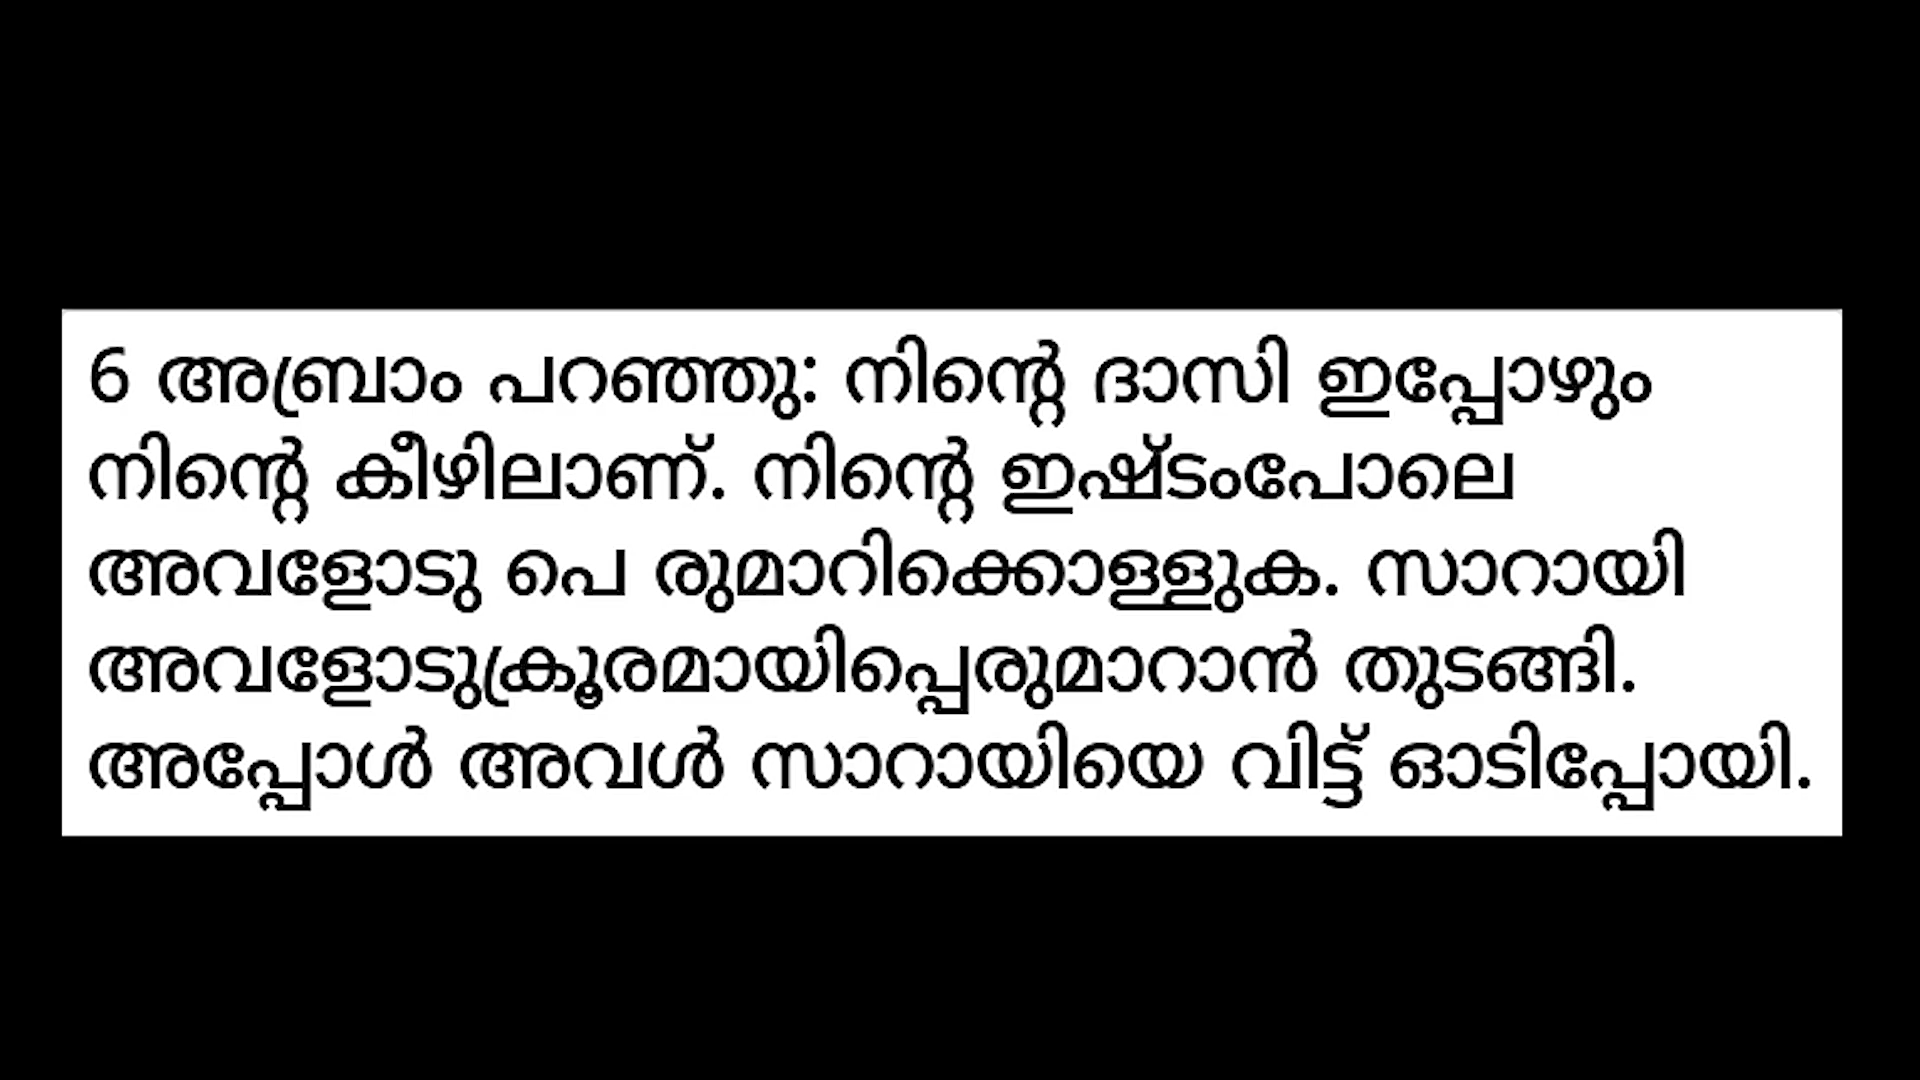 6 അബ്രാം പറഞ്ഞു: നിന്റെ ദാസി ഇപ്പോഴും
നിന്റെ കീഴിലാണ്. നിന്റെ ഇഷ്ടംപോലെ
അവളോടു പെ രുമാറിക്കൊള്ളുക. സാറായി
അവളോടുക്രൂരമായിപ്പെരുമാറാൻ തുടങ്ങി.
അപ്പോൾ അവൾ സാറായിയെ വിട്ട് ഓടിപ്പോയി.